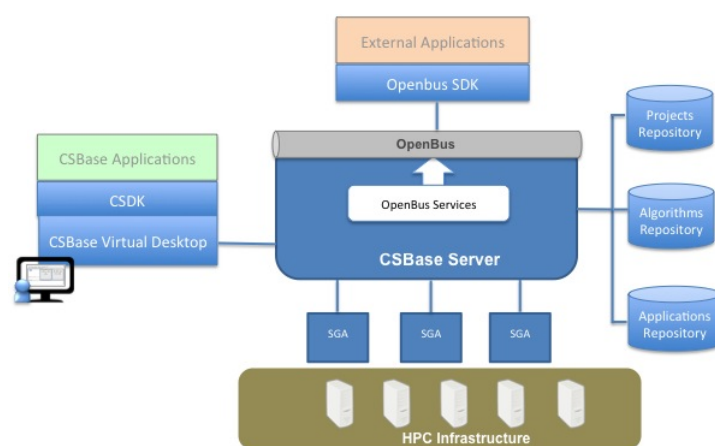 External Applications
Openbus SDK
OpenBus
OpenBus Services
CSBase Server
CSBase Applications
CSDK
CSBase Virtual Desktop
Projects
Repository
Algorithms
Repository
Applications
Repository
SGA
SGA
SGA
HPC Infrastructure